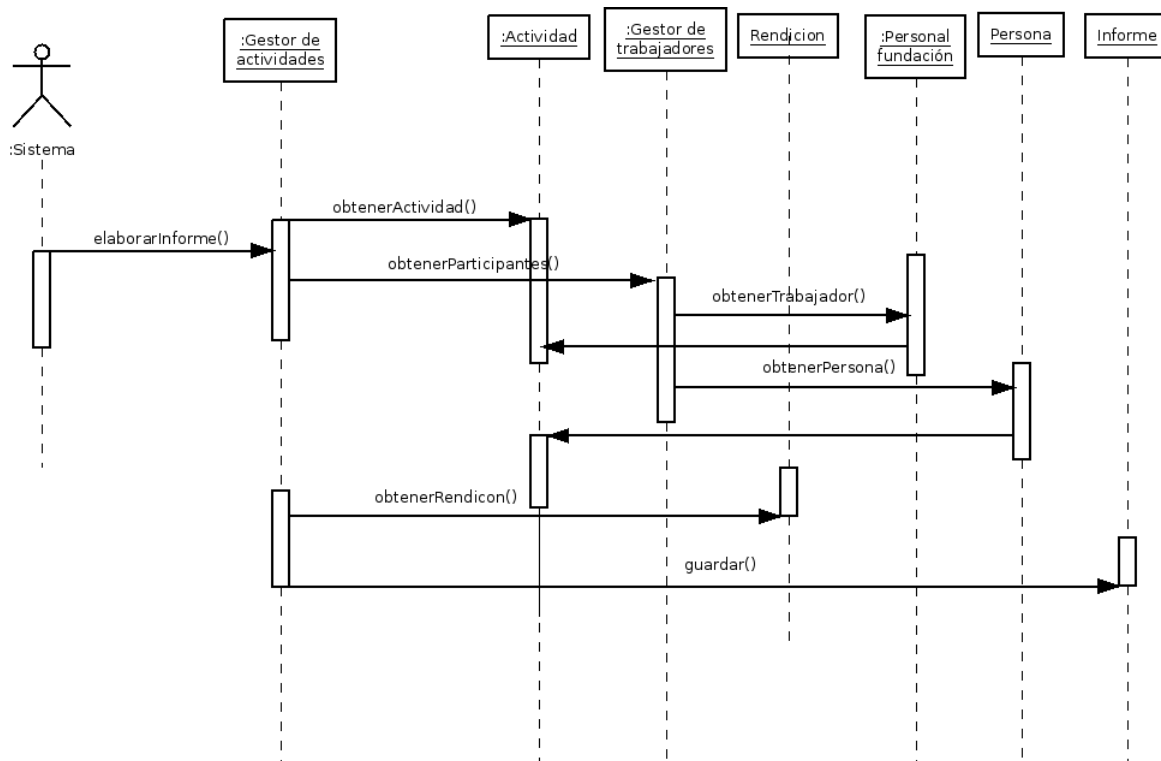 :Gestor de
actividades
:Actividad
:Gestor de
trabajadores
Rendicion
:Personal
fundación
Persona
Informe
:Sistema
obtenerActividad()
elaborarInforme()
obtenerParticipantes()
obtenerTrabajador()
obtenerPersona()
obtenerRendicon()
guardar()